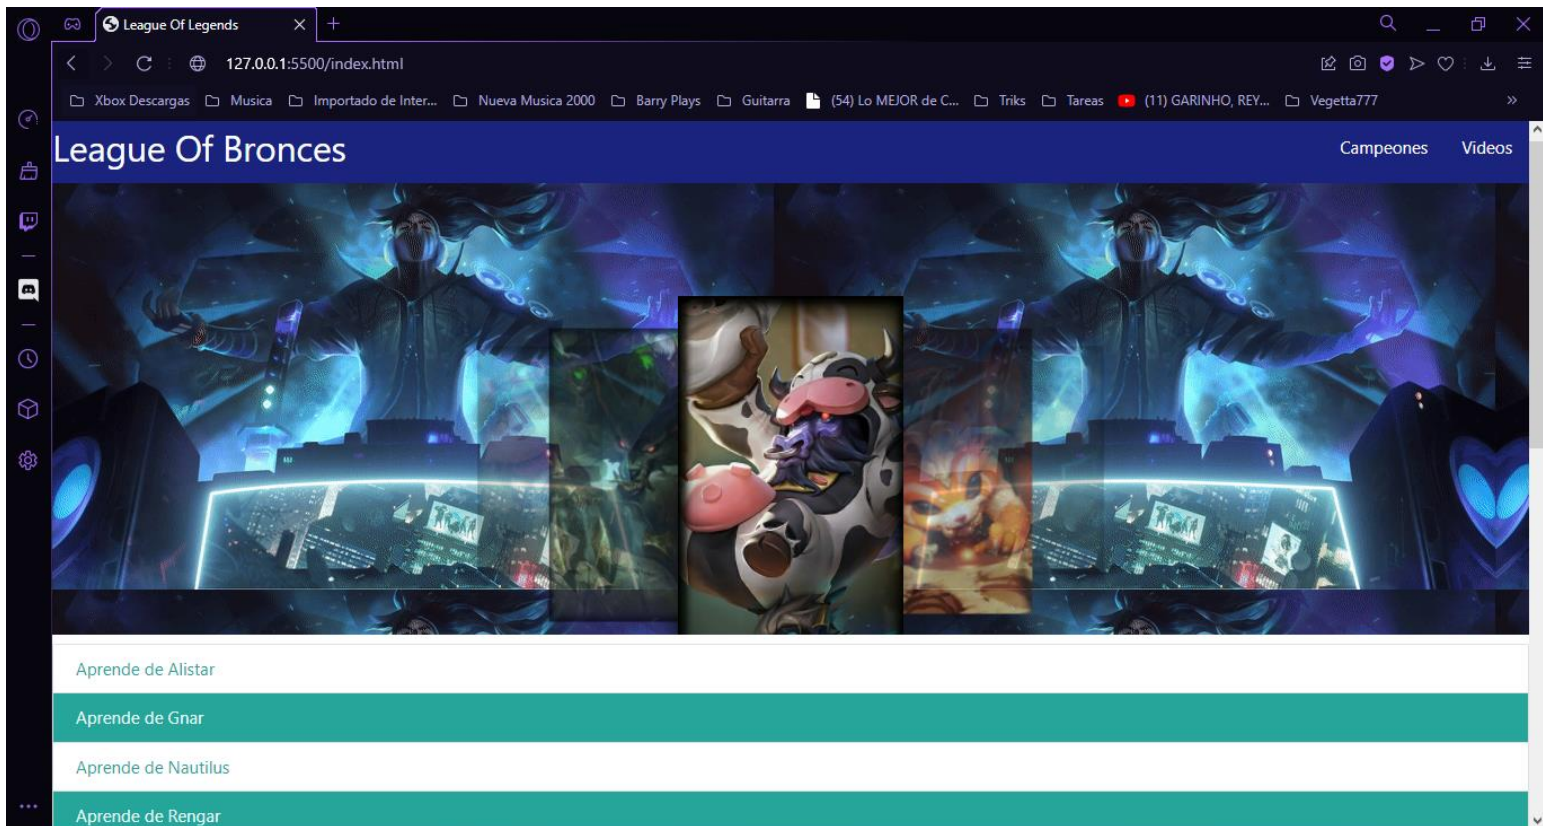 League Of Legends
127.0.0.1:5500/index.html
Xbox Descargas Musica Importado de Inter... Nueva Musica 2000 Barry Plays Guitarra (54) Lo MEJOR de C... Triks Tareas (11) GARINHO, REY... Vegetta777
League Of Bronces Campeones Videos
Aprende de Alistar
Aprende de Gnar
Aprende de Nautilus
Aprende de Rengar